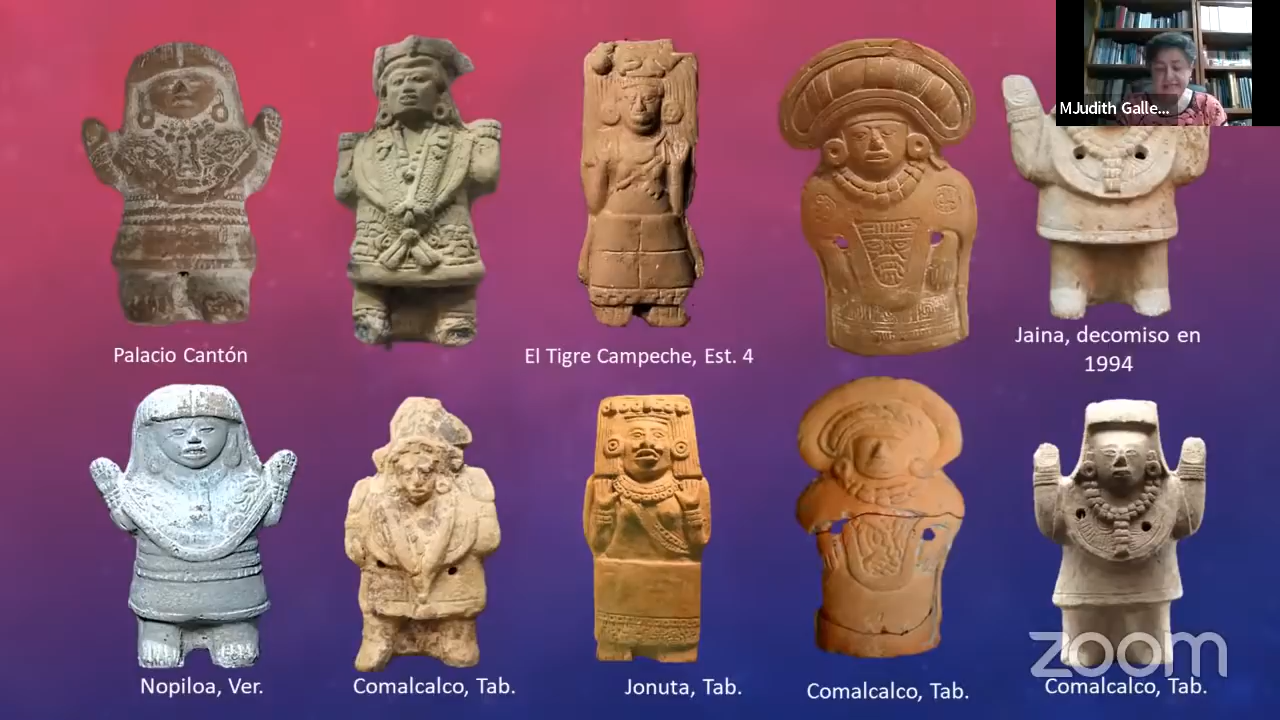 MJudith Galle...
Palacio Cantón
El Tigre Campeche, Est. 4
Jaina, decomiso en
1994
zoom
Nopiloa, Ver.
Comalcalco, Tab.
Jonuta, Tab.
Comalcalco, Tab.
Comalcalco, Tab.